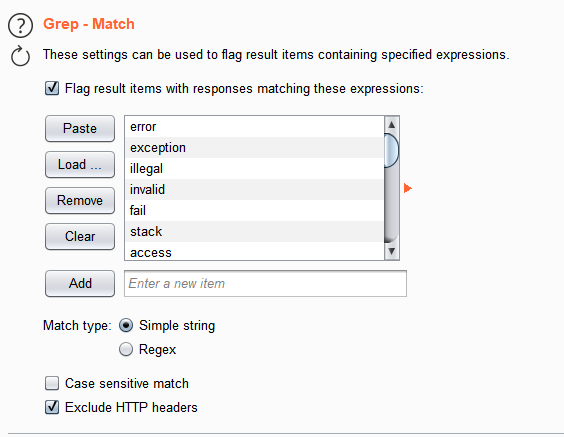 ?
Grep - Match
These settings can be used to flag result items containing specified expressions.
Flag result items with responses matching these expressions:
Paste
Load ...
Remove
Clear
error
exception
illegal
invalid
fail
stack
access
Add
Enter a new item
Match type:
Simple string
Regex
Case sensitive match
Exclude HTTP headers